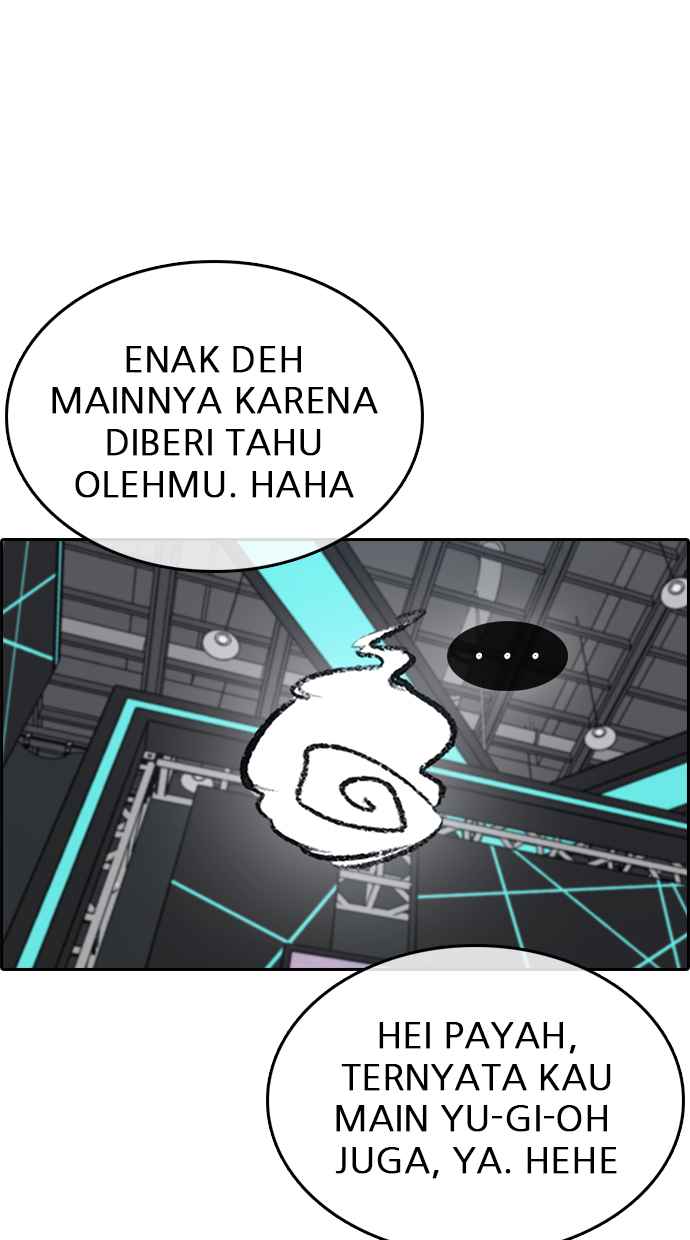 ENAK DEH
MAINNYA KARENA
DIBERI TAHU
OLEHMU. HAHA
...
HEI PAYAH,
TERNYATA KAU
MAIN YU-GI-OH
JUGA, YA. HEHE